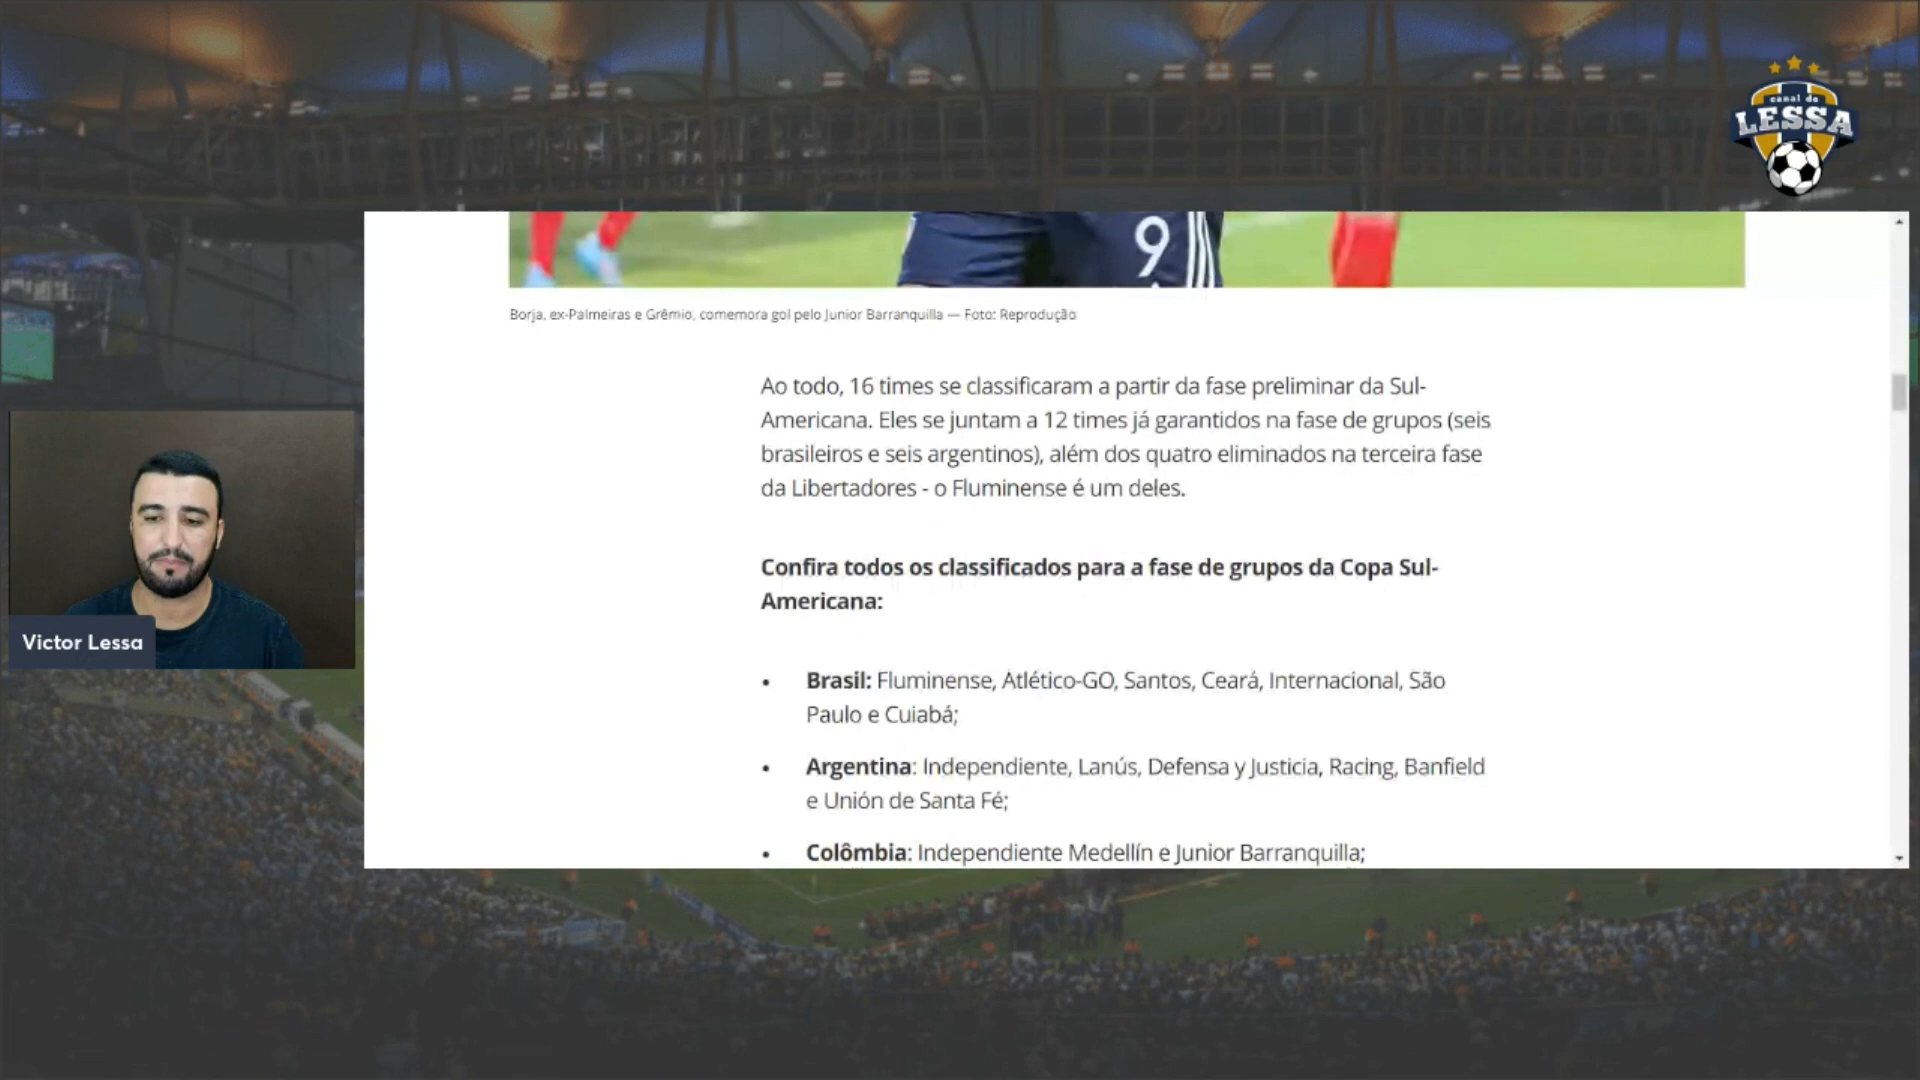 canal do
LESSA
9
Borja, ex-Palmeiras e Grêmio, comemora gol pelo Junior Barranquilla — Foto: Reprodução
Ao todo, 16 times se classificaram a partir da fase preliminar da Sul-
Americana. Eles se juntam a 12 times já garantidos na fase de grupos (seis
brasileiros e seis argentinos), além dos quatro eliminados na terceira fase
da Libertadores - o Fluminense é um deles.
Confira todos os classificados para a fase de grupos da Copa Sul-
Americana:
• Brasil: Fluminense, Atlético-GO, Santos, Ceará, Internacional, São
Paulo e Cuiabá;
• Argentina: Independiente, Lanús, Defensa y Justicia, Racing, Banfield
e Unión de Santa Fé;
• Colômbia: Independiente Medellín e Junior Barranquilla;
Victor Lessa